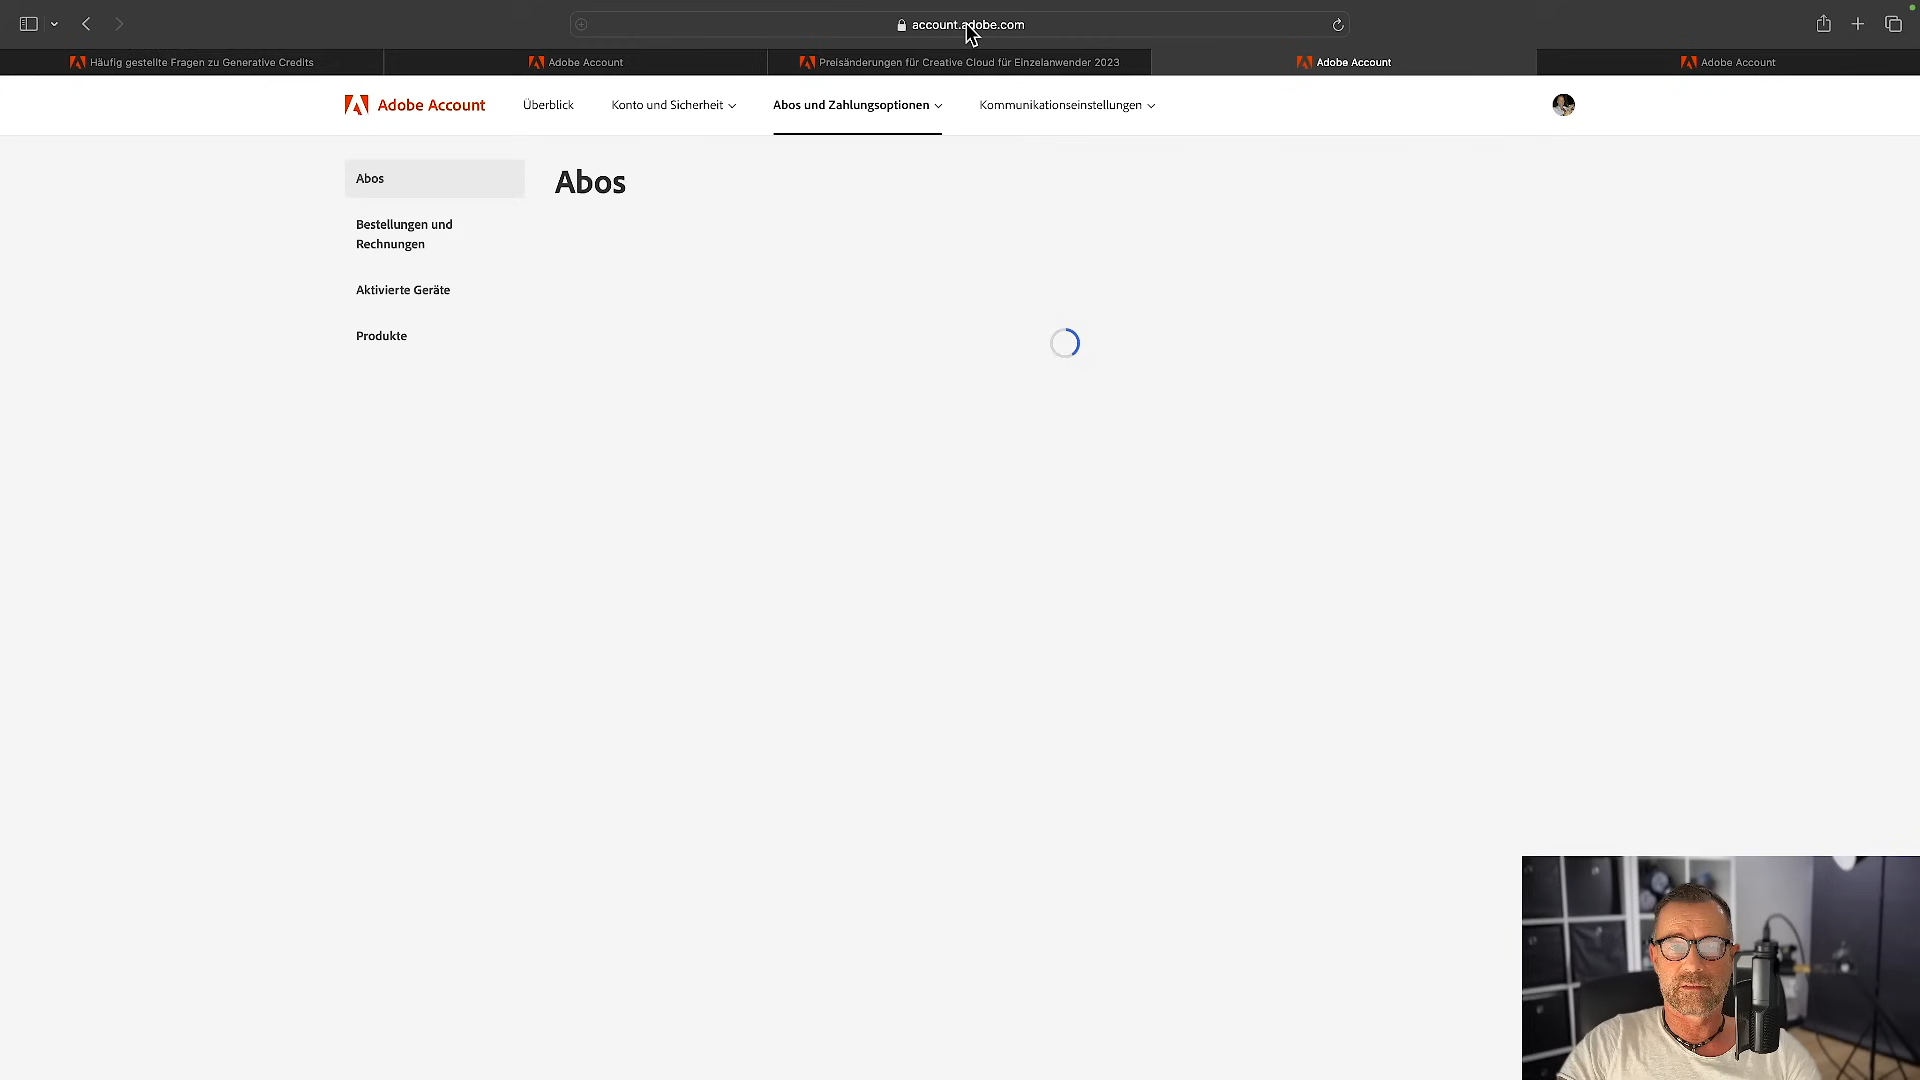 account.adobe.com
Häufig gestellte Fragen zu Generative Credits
Adobe Account
Preisänderungen für Creative Cloud für Einzelanwender 2023
Adobe Account
Adobe Account
Adobe Account
Überblick
Konto und Sicherheit
Abos und Zahlungsoptionen
Kommunikationseinstellungen
Abos
Bestellungen und
Rechnungen
Aktivierte Geräte
Produkte
Abos